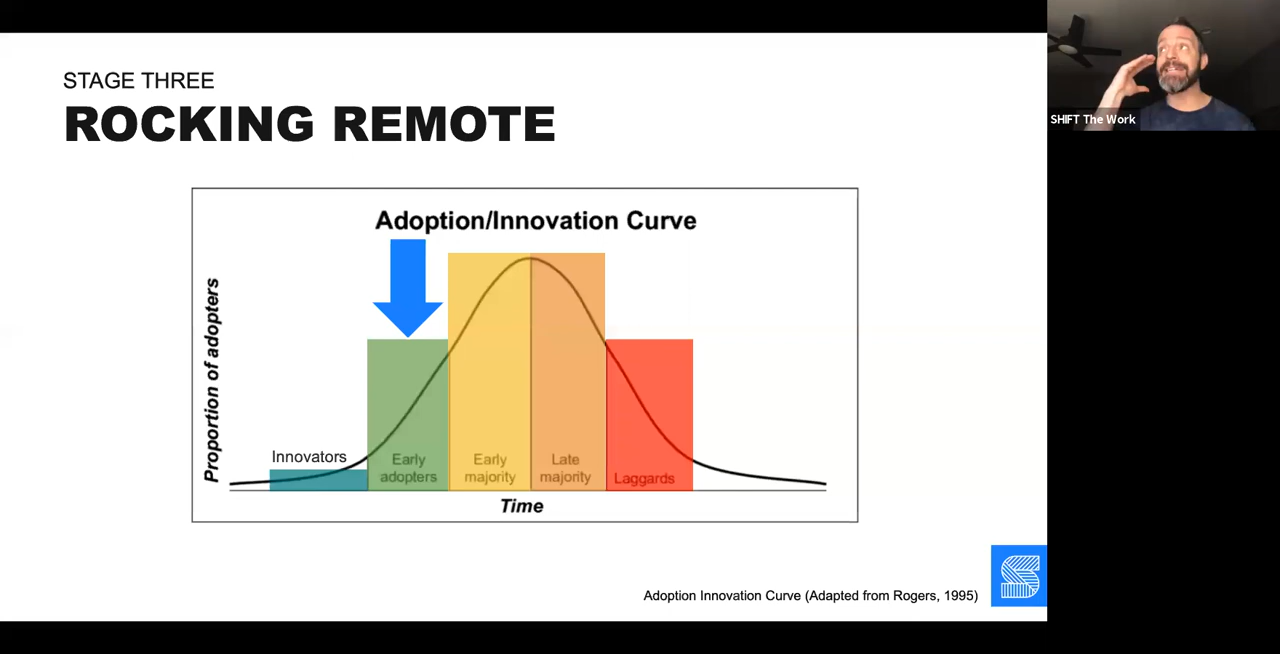 STAGE THREE
ROCKING REMOTE
SHIFT The Work
Adoption/Innovation Curve
Proportion of adopters
Innovators
Early
adopters
Early
majority
Late
majority
Laggards
Time
Adoption Innovation Curve (Adapted from Rogers, 1995)